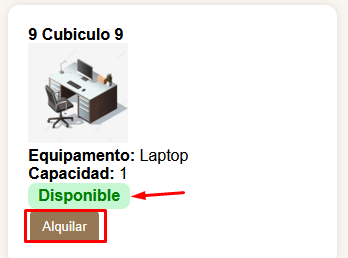 9 Cubiculo 9
Equipamento: Laptop
Capacidad: 1
Disponible
Alquilar